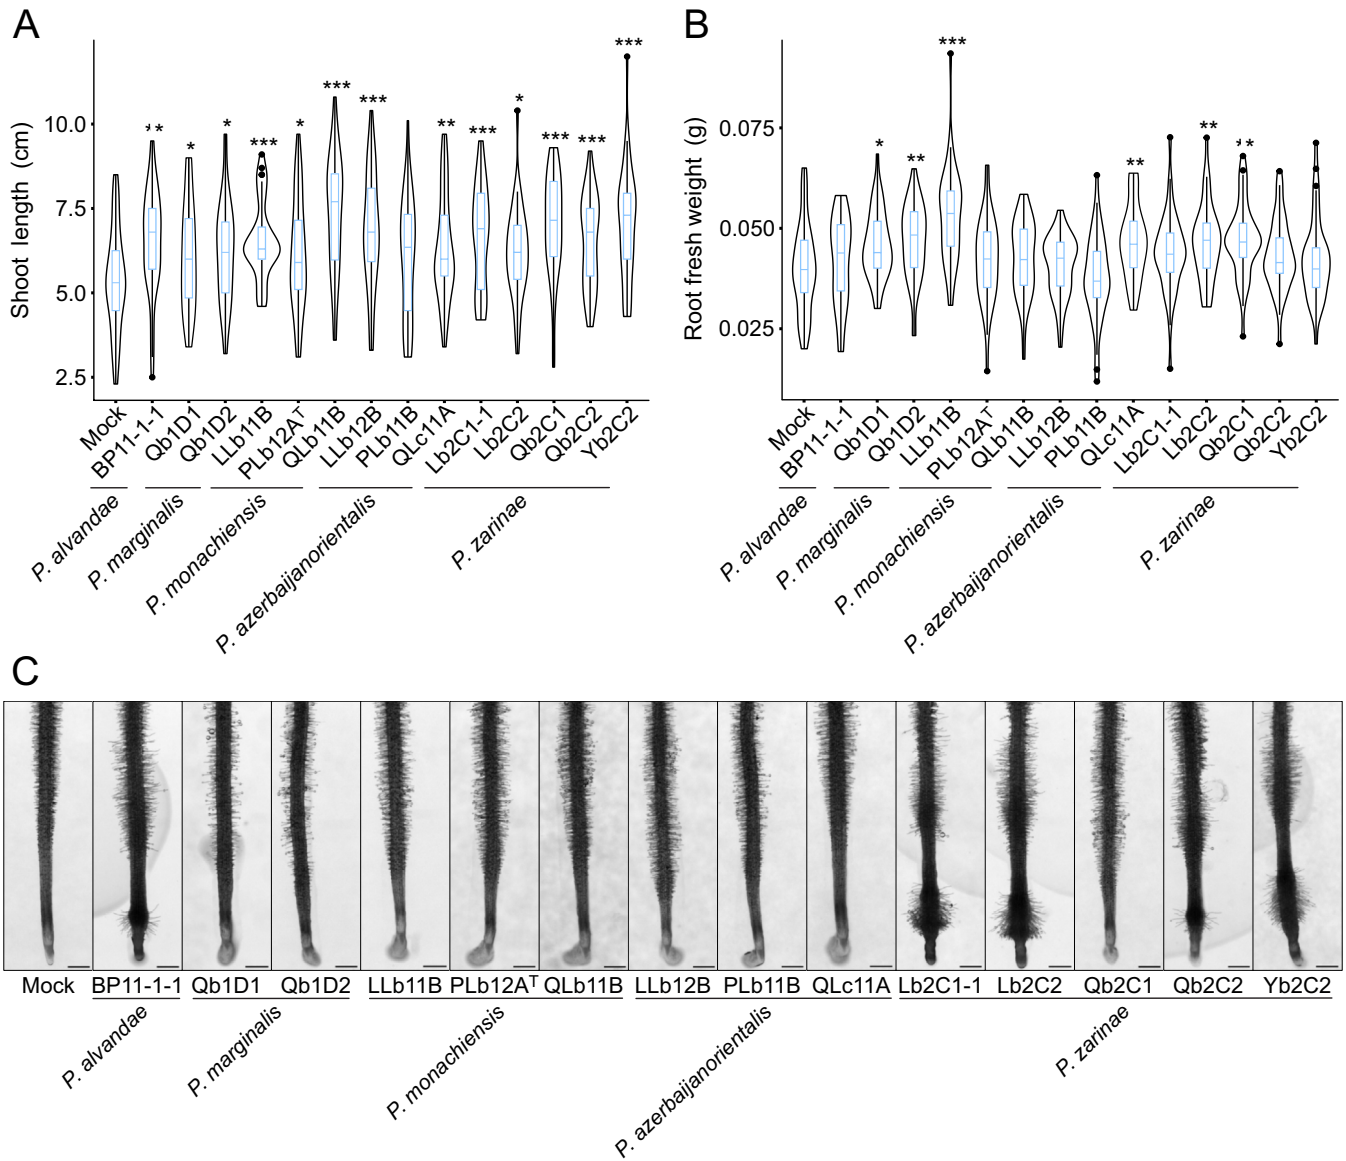 A
B
Shoot length (cm)
10.0
7.5
5.0
2.5
** * * *** * *** *** ** *** * *** *** ***
Mock BP11-1-1 Qb1D1 Qb1D2 LLb11B PLb12Aᵀ QLb11B LLb12B PLb11B QLc11A Lb2C1-1 Lb2C2 Qb2C1 Qb2C2 Yb2C2
P. alvandae P. marginalis P. monachiensis P. azerbaijanorientalis P. zarinae
Root fresh weight (g)
0.075
0.050
0.025
* ** *** ** ** **
Mock BP11-1-1 Qb1D1 Qb1D2 LLb11B PLb12Aᵀ QLb11B LLb12B PLb11B QLc11A Lb2C1-1 Lb2C2 Qb2C1 Qb2C2 Yb2C2
P. alvandae P. marginalis P. monachiensis P. azerbaijanorientalis P. zarinae
C
Mock BP11-1-1 Qb1D1 Qb1D2 LLb11B PLb12Aᵀ QLb11B LLb12B PLb11B QLc11A Lb2C1-1 Lb2C2 Qb2C1 Qb2C2 Yb2C2
P. alvandae P. marginalis P. monachiensis P. azerbaijanorientalis P. zarinae